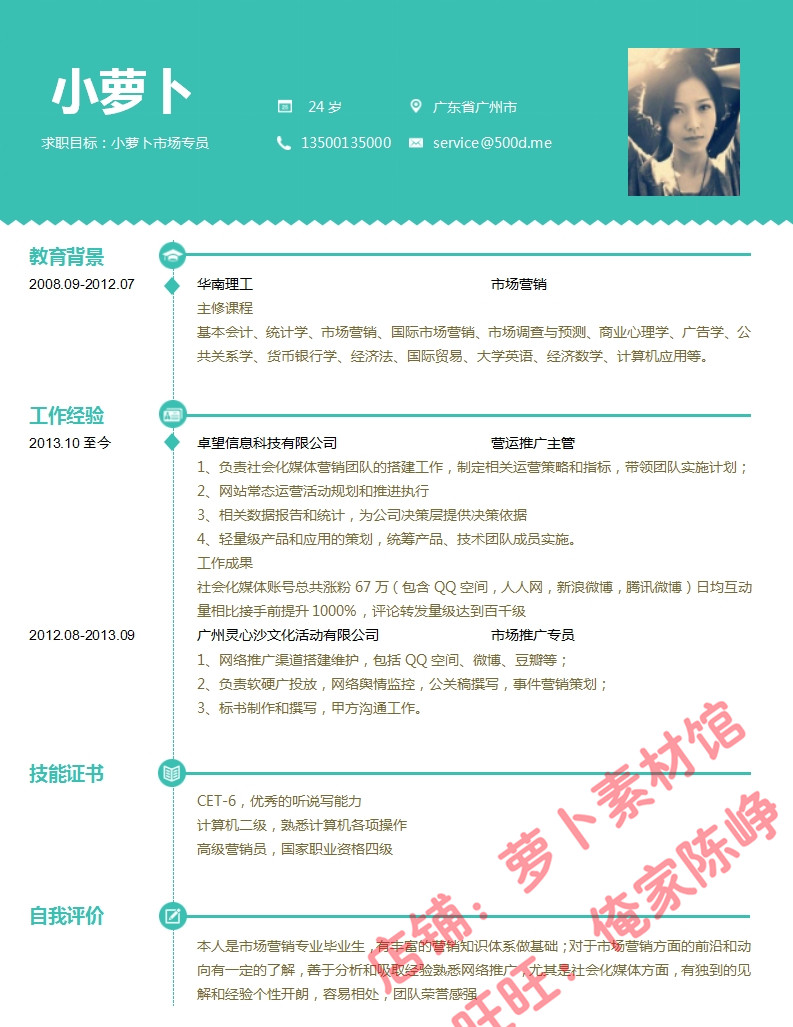 小萝卜
24 岁
广东省广州市
求职目标：小萝卜市场专员
13500135000
service@500d.me
教育背景
2008.09-2012.07 华南理工 市场营销
主修课程
基本会计、统计学、市场营销、国际市场营销、市场调查与预测、商业心理学、广告学、公
共关系学、货币银行学、经济法、国际贸易、大学英语、经济数学、计算机应用等。
工作经验
2013.10 至今 卓望信息科技有限公司 营运推广主管
1、负责社会化媒体营销团队的搭建工作，制定相关运营策略和指标，带领团队实施计划；
2、网站常态运营活动规划和推进执行
3、相关数据报告和统计，为公司决策层提供决策依据
4、轻量级产品和应用的策划，统筹产品、技术团队成员实施。
工作成果
社会化媒体账号总共涨粉 67 万（包含 QQ 空间，人人网，新浪微博，腾讯微博）日均互动
量相比接手前提升 1000%，评论转发量级达到百千级
2012.08-2013.09 广州灵心沙文化活动有限公司 市场推广专员
1、网络推广渠道搭建维护，包括 QQ 空间、微博、豆瓣等；
2、负责软硬广投放，网络舆情监控，公关稿撰写，事件营销策划；
3、标书制作和撰写，甲方沟通工作。
技能证书
CET-6，优秀的听说写能力
计算机二级，熟悉计算机各项操作
高级营销员，国家职业资格四级
自我评价
本人是市场营销专业毕业生，有丰富的营销知识体系做基础；对于市场营销方面的前沿和动
向有一定的了解，善于分析和吸取经验熟悉网络推广，尤其是社会化媒体方面，有独到的见
解和经验个性开朗，容易相处，团队荣誉感强
店铺：萝卜素材馆
旺旺：俺家陈峥